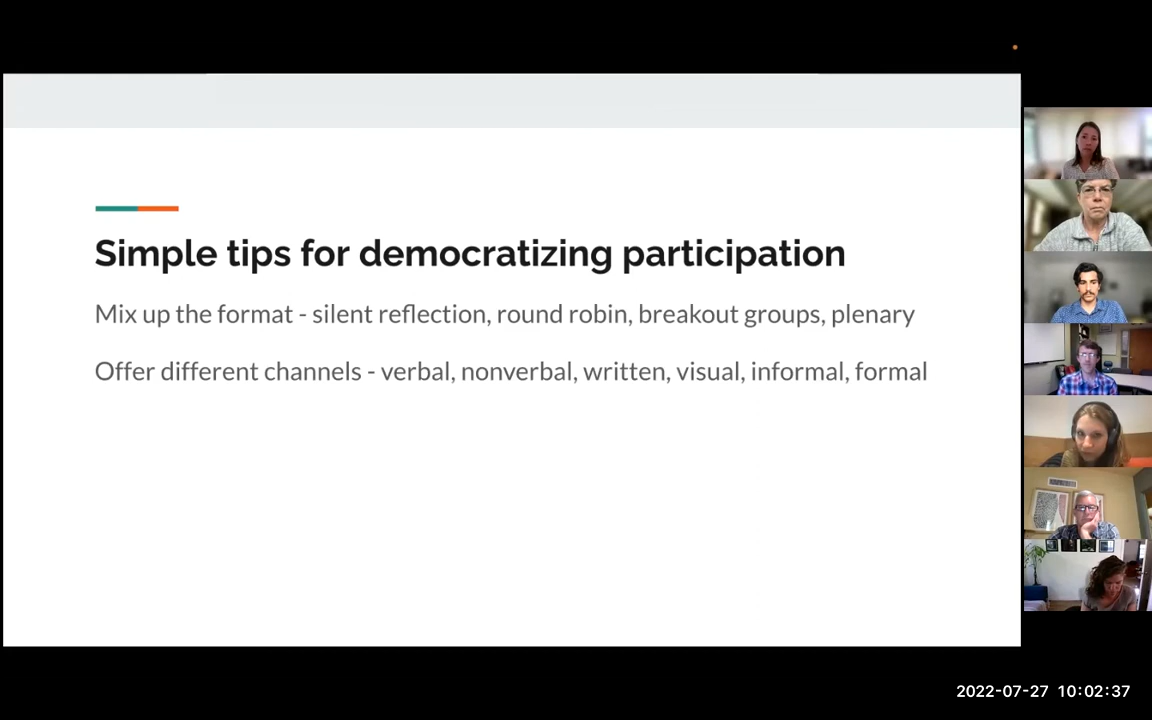 Simple tips for democratizing participation
Mix up the format - silent reflection, round robin, breakout groups, plenary
Offer different channels - verbal, nonverbal, written, visual, informal, formal
2022-07-27 10:02:37